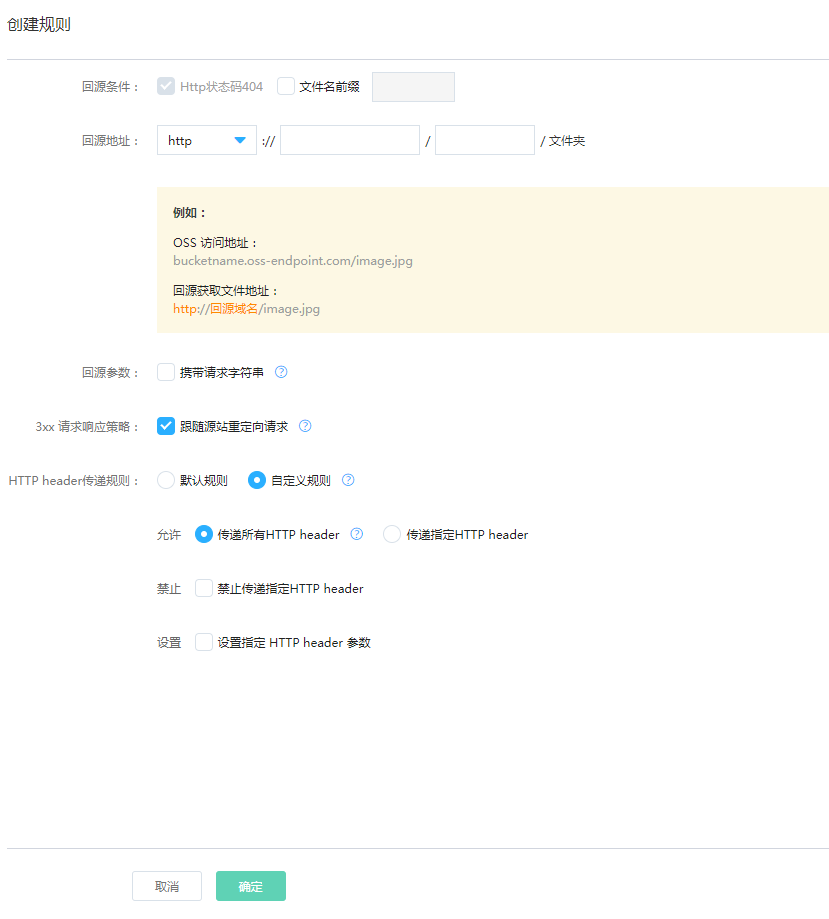 创建规则
回源条件： Http状态码404 文件名前缀
回源地址： http :// / / 文件夹
例如：
OSS 访问地址：
bucketname.oss-endpoint.com/image.jpg
回源获取文件地址：
http://回源域名/image.jpg
回源参数： 携带请求字符串 ?
3xx 请求响应策略： 跟随源站重定向请求 ?
HTTP header传递规则： 默认规则 自定义规则 ?
允许 传递所有HTTP header ? 传递指定HTTP header
禁止 禁止传递指定HTTP header
设置 设置指定 HTTP header 参数
取消 确定